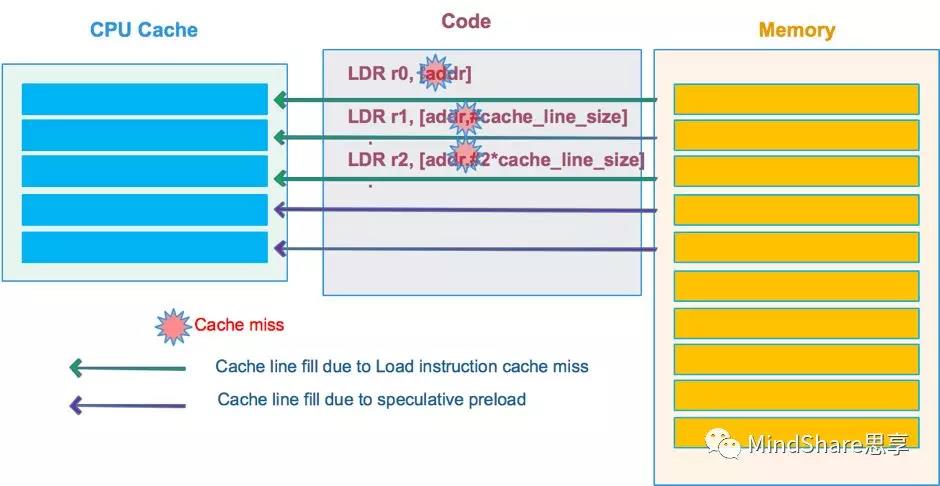 CPU Cache
Code
Memory
LDR r0, [addr]
LDR r1, [addr,#cache_line_size]
.
LDR r2, [addr,#2*cache_line_size]
.
Cache miss
Cache line fill due to Load instruction cache miss
Cache line fill due to speculative preload
MindShare思享